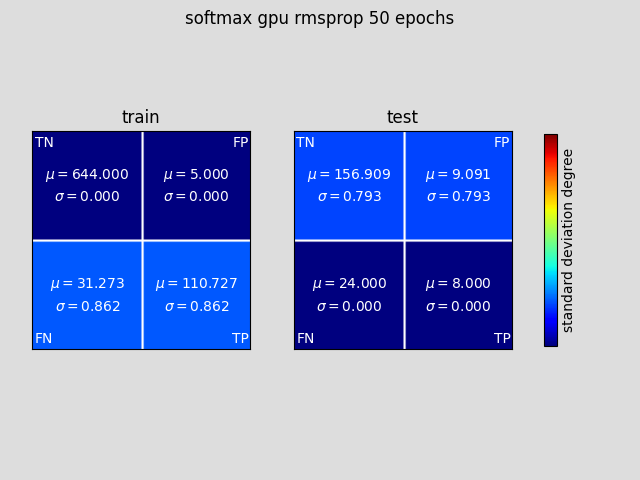 softmax gpu rmsprop 50 epochs
train
TN
FP
μ = 644.000
σ = 0.000
μ = 5.000
σ = 0.000
μ = 31.273
σ = 0.862
μ = 110.727
σ = 0.862
FN
TP
test
TN
FP
μ = 156.909
σ = 0.793
μ = 9.091
σ = 0.793
μ = 24.000
σ = 0.000
μ = 8.000
σ = 0.000
FN
TP
standard deviation degree